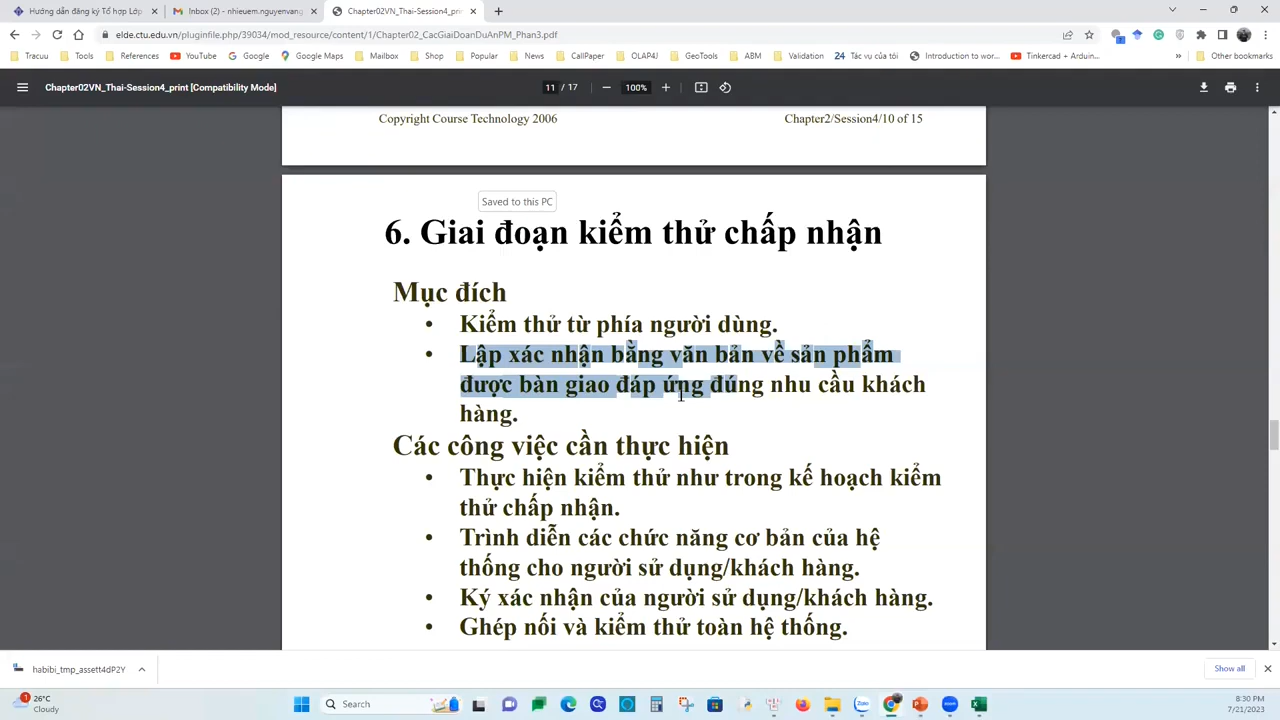 Hướng dẫn đăng ký Tổ hợp Lớp
Inbox (2) - nhieuem.nguyenvang
Chapter02VN_Thai-Session4_print
elde.ctu.edu.vn/pluginfile.php/39034/mod_resource/content/1/Chapter02_CacGiaiDoanDuAnPM_Phan3.pdf
Tracuu Tools References YouTube Google Google Maps Mailbox Shop Popular News CallPaper OLAP4J GeoTools ABM Validation 24 Tác vụ của tôi Introduction to wor... Tinkercad + Arduin... » Other bookmarks
Chapter02VN_Thai-Session4_print [Compatibility Mode] 11 / 17 100%
Copyright Course Technology 2006 Chapter2/Session4/10 of 15
Saved to this PC
6. Giai đoạn kiểm thử chấp nhận
Mục đích
• Kiểm thử từ phía người dùng.
• Lập xác nhận bằng văn bản về sản phẩm
được bàn giao đáp ứng đúng nhu cầu khách
hàng.
Các công việc cần thực hiện
• Thực hiện kiểm thử như trong kế hoạch kiểm
thử chấp nhận.
• Trình diễn các chức năng cơ bản của hệ
thống cho người sử dụng/khách hàng.
• Ký xác nhận của người sử dụng/khách hàng.
• Ghép nối và kiểm thử toàn hệ thống.
habibi_tmp_assett4dP2Y Show all
1 26°C
Cloudy
Search
8:30 PM
7/21/2023